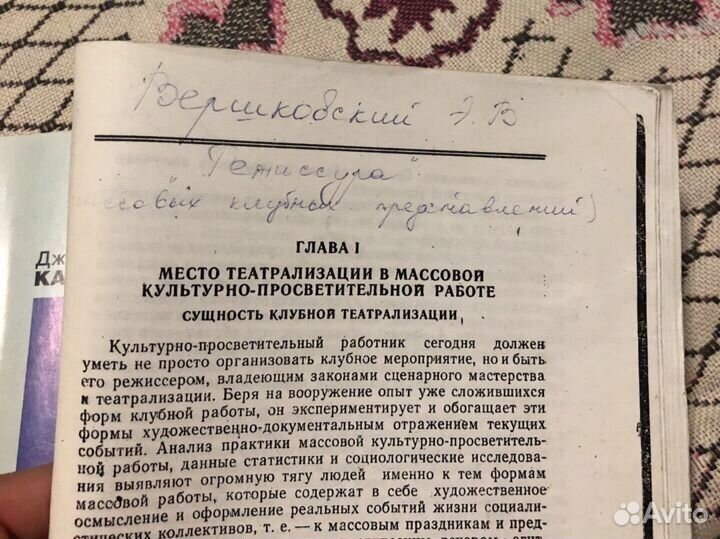 Вершковский Э.В
"Режиссура"
массовых клубных представлений)
ГЛАВА I
МЕСТО ТЕАТРАЛИЗАЦИИ В МАССОВОЙ
КУЛЬТУРНО-ПРОСВЕТИТЕЛЬНОЙ РАБОТЕ
СУЩНОСТЬ КЛУБНОЙ ТЕАТРАЛИЗАЦИИ
Культурно-просветительный работник сегодня должен
уметь не просто организовать клубное мероприятие, но и быть
его режиссером, владеющим законами сценарного мастерства
и театрализации. Беря на вооружение опыт уже сложившихся
форм клубной работы, он экспериментирует и обогащает эти
формы художественно-документальным отражением текущих
событий. Анализ практики массовой культурно-просветитель-
ной работы, данные статистики и социологические исследова-
ния выявляют огромную тягу людей именно к тем формам
массовой работы, которые содержат в себе художественное
осмысление и оформление реальных событий жизни социали-
стических коллективов, т. е. — к массовым праздникам и пред-
Дж
КА
Avito